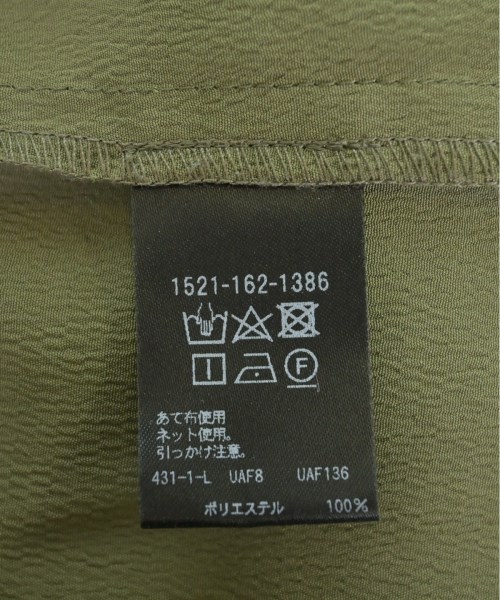 1521-162-1386
F
あて布使用
ネット使用。
引っかけ注意。
431-1-L UAF8 UAF136
ポリエステル 100%